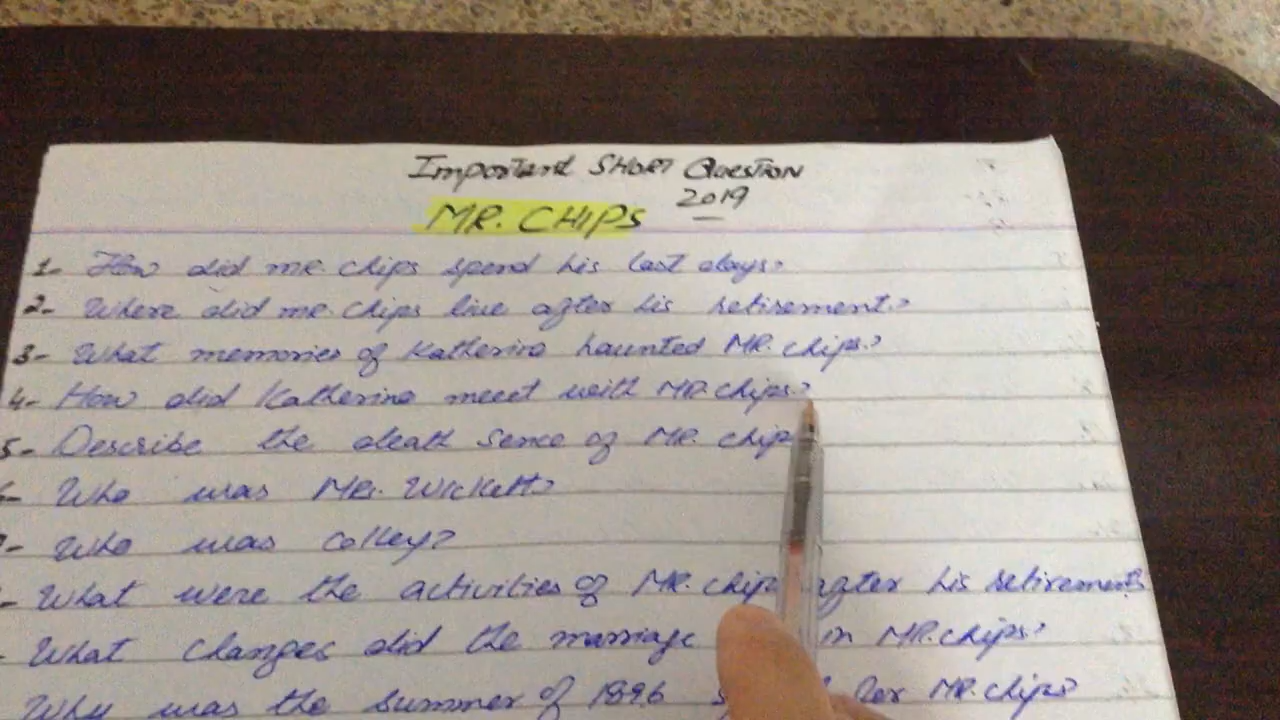 Important SHORT QUESTION
2019
MR. CHIPS
1- How did mr. chips spend his last days?
2- Where did mr. chips live after his retirement?
3- What memories of Katherine haunted MR. chips?
4- How did Katherine meet with MR. chips?
5- Describe the death sence of MR. chips
Who was MRs. Wickett?
Who was colley?
What were the activities of MR. chips after his retirement?
What changes did the marriage in MR. chips?
Why was the summer of 1896 for MR. chips